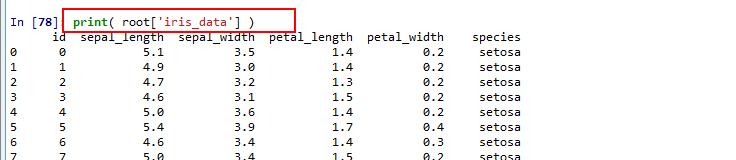 In [78]: print( root['iris_data'] )
id sepal_length sepal_width petal_length petal_width species
0 0 5.1 3.5 1.4 0.2 setosa
1 1 4.9 3.0 1.4 0.2 setosa
2 2 4.7 3.2 1.3 0.2 setosa
3 3 4.6 3.1 1.5 0.2 setosa
4 4 5.0 3.6 1.4 0.2 setosa
5 5 5.4 3.9 1.7 0.4 setosa
6 6 4.6 3.4 1.4 0.3 setosa
7 7 5.0 3.4 1.5 0.2 setosa